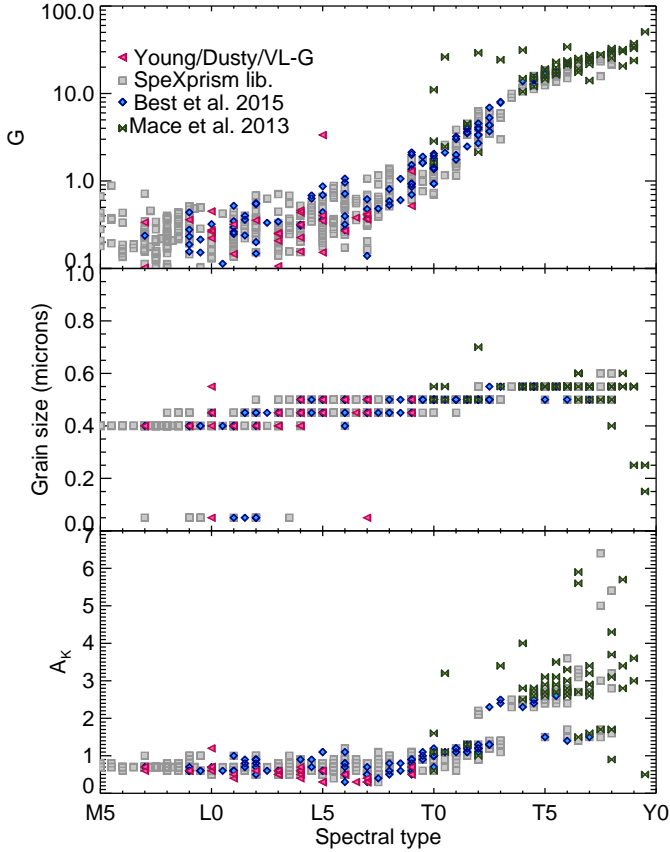 100.0
10.0
1.0
0.1
G
Young/Dusty/VL-G
SpeXprism lib.
Best et al. 2015
Mace et al. 2013
1.0
0.8
0.6
0.4
0.2
0.0
Grain size (microns)
7
6
5
4
3
2
1
0
A_K
M5 L0 L5 T0 T5 Y0
Spectral type